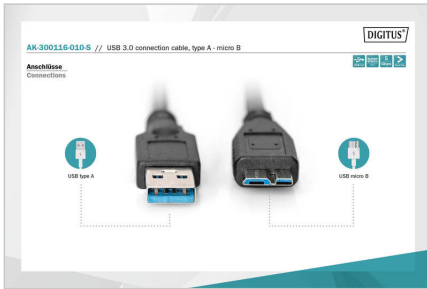 DIGITUS®
AK-300116-010-S // USB 3.0 connection cable, type A - micro B
Anschlüsse
Connections
USB type A
USB micro B